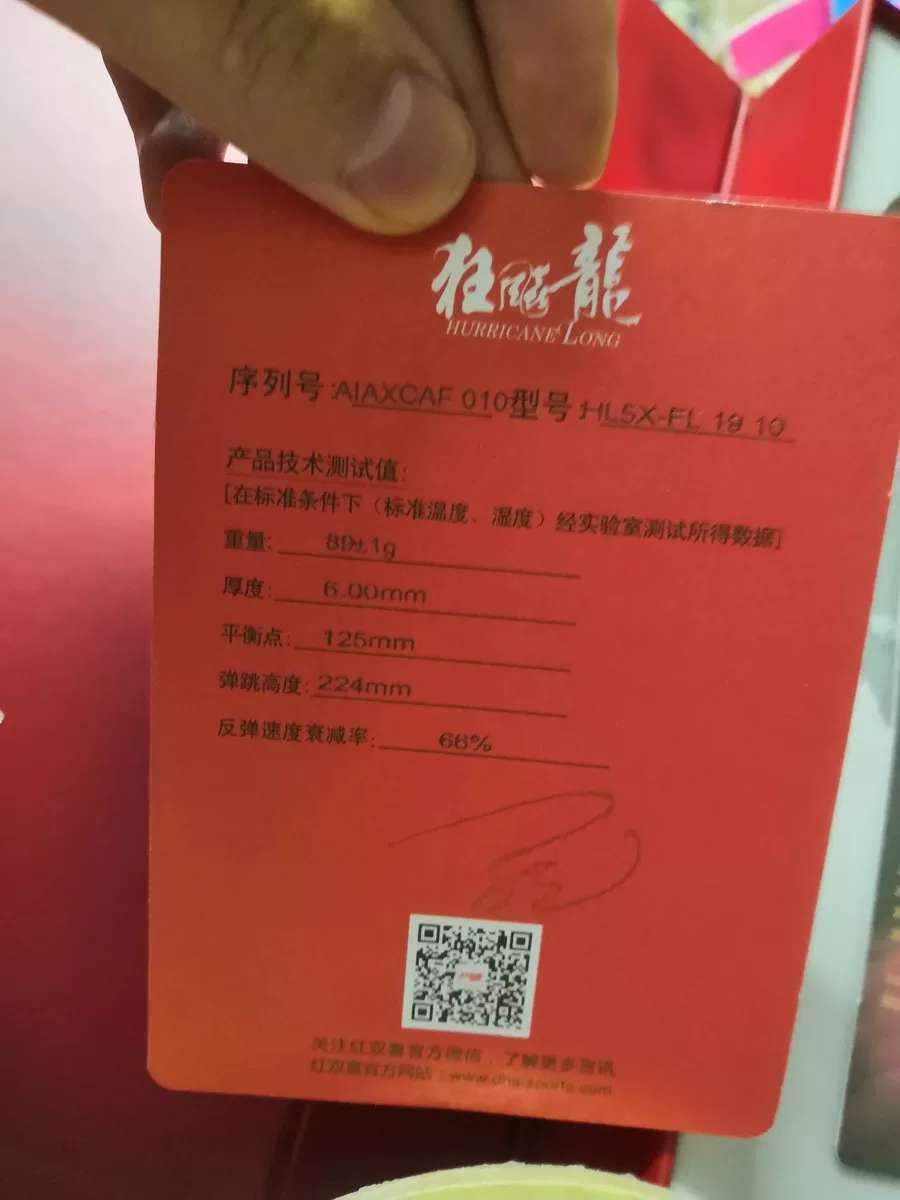 狂飚龍
HURRICANE LONG
序列号:AIAXCAF 010型号:HL5X-FL 19 10
产品技术测试值:
[在标准条件下（标准温度、湿度）经实验室测试所得数据]
重量: 89±1g
厚度: 6.00mm
平衡点: 125mm
弹跳高度: 224mm
反弹速度衰减率: 66%
关注红双喜官方微信，了解更多资讯
红双喜官方网站：www.dhs-sports.com